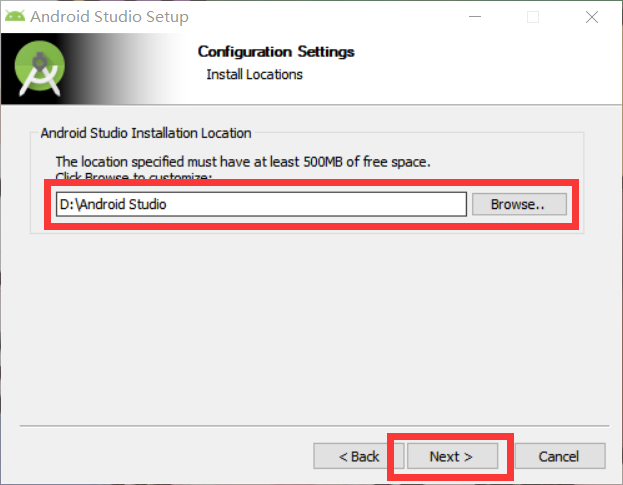 Android Studio Setup
Configuration Settings
Install Locations
Android Studio Installation Location
The location specified must have at least 500MB of free space.
Click Browse to customize:
D:\Android Studio
Browse..
< Back
Next >
Cancel